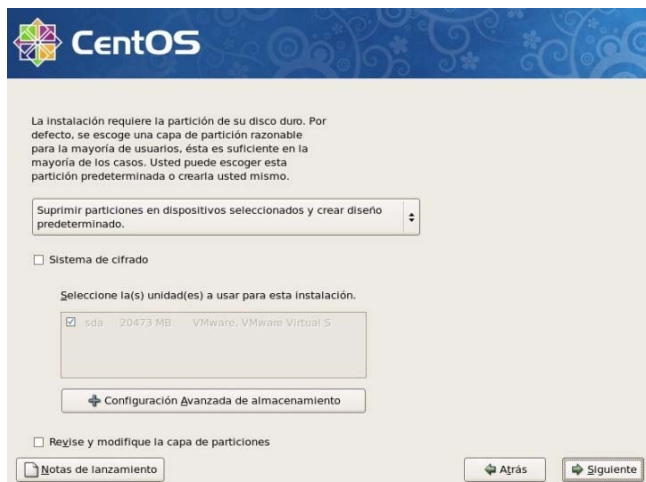 CentOS
La instalación requiere la partición de su disco duro. Por
defecto, se escoge una capa de partición razonable
para la mayoría de usuarios, ésta es suficiente en la
mayoría de los casos. Usted puede escoger esta
partición predeterminada o crearla usted mismo.
Suprimir particiones en dispositivos seleccionados y crear diseño
predeterminado.
Sistema de cifrado
Seleccione la(s) unidad(es) a usar para esta instalación.
sda 20473 MB VMware, VMware Virtual S
Configuración Avanzada de almacenamiento
Revise y modifique la capa de particiones
Notas de lanzamiento
Atrás
Siguiente